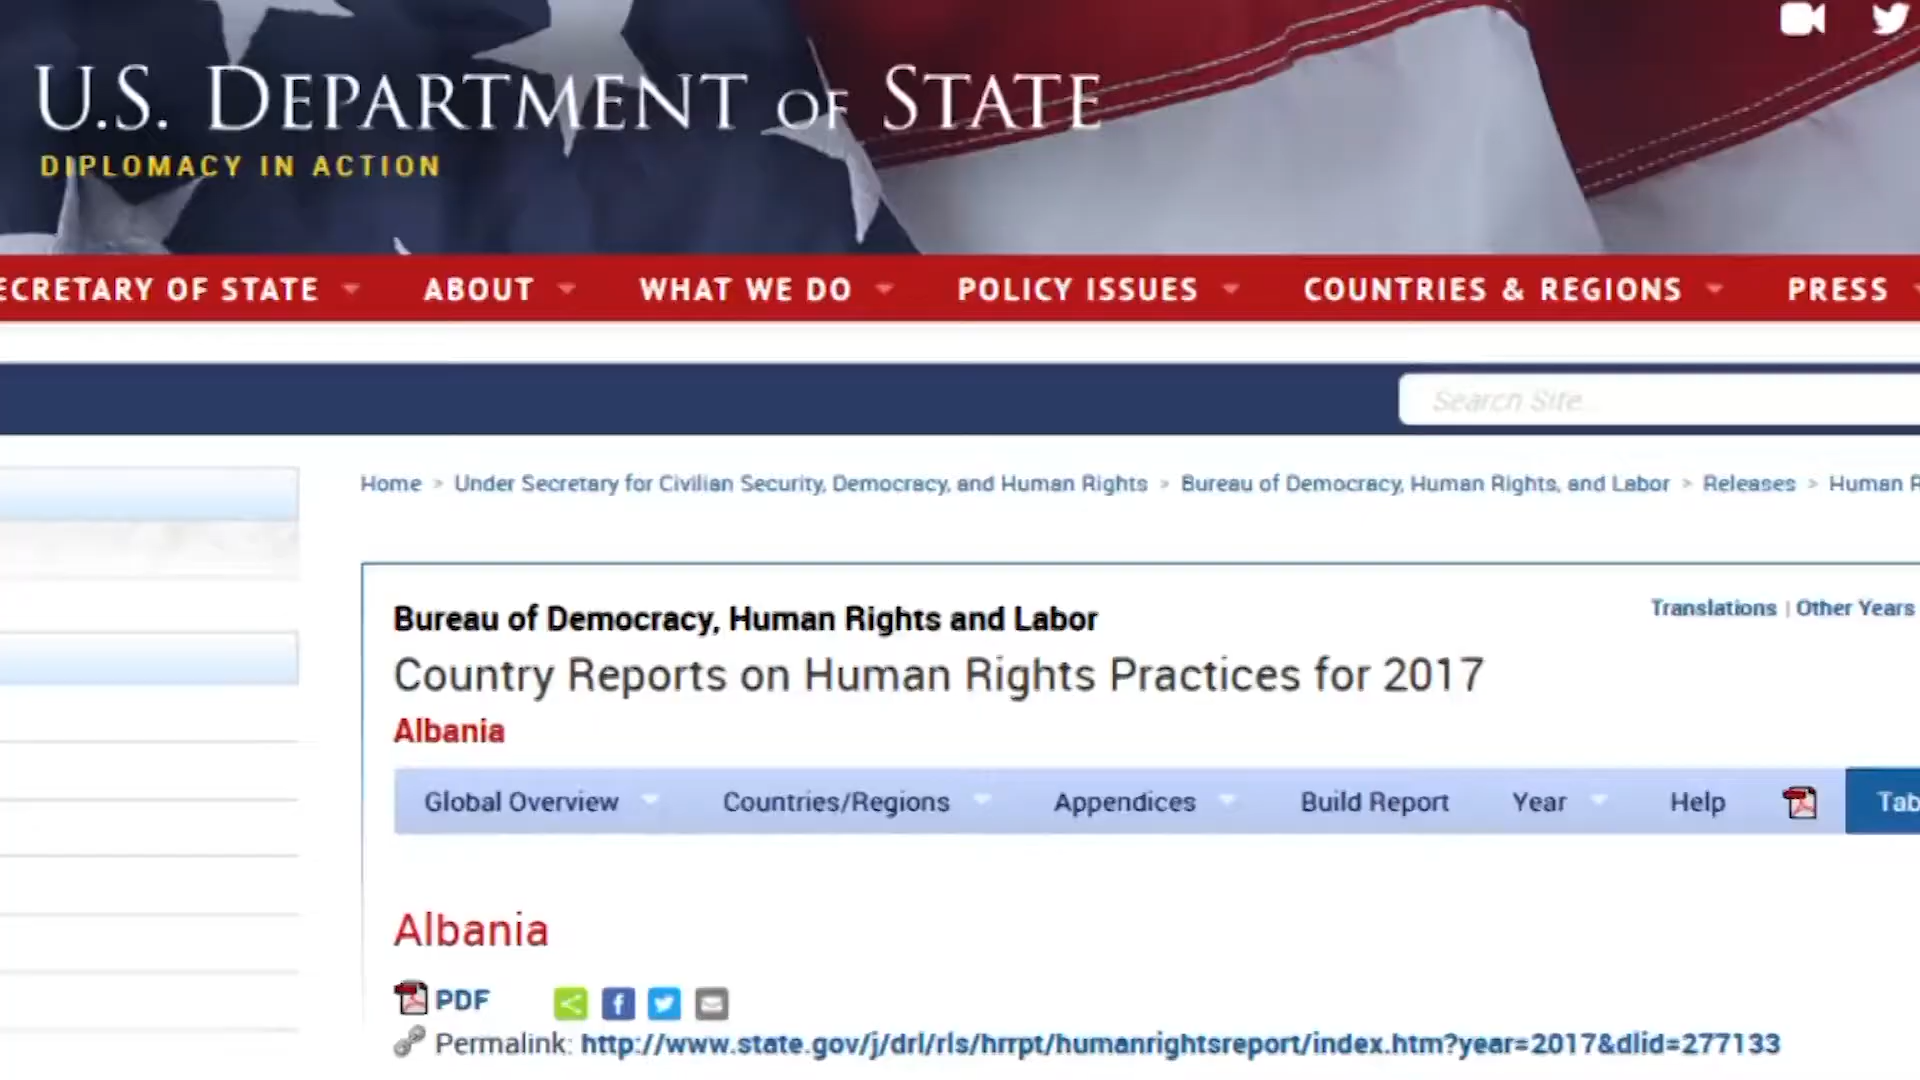 U.S. DEPARTMENT OF STATE
DIPLOMACY IN ACTION
ECRETARY OF STATE ABOUT WHAT WE DO POLICY ISSUES COUNTRIES & REGIONS PRESS
Search Site...
Home > Under Secretary for Civilian Security, Democracy, and Human Rights > Bureau of Democracy, Human Rights, and Labor > Releases > Human R
Translations | Other Years
Bureau of Democracy, Human Rights and Labor
Country Reports on Human Rights Practices for 2017
Albania
Global Overview Countries/Regions Appendices Build Report Year Help Tab
Albania
PDF
Permalink: http://www.state.gov/j/drl/rls/hrrpt/humanrightsreport/index.htm?year=2017&dlid=277133